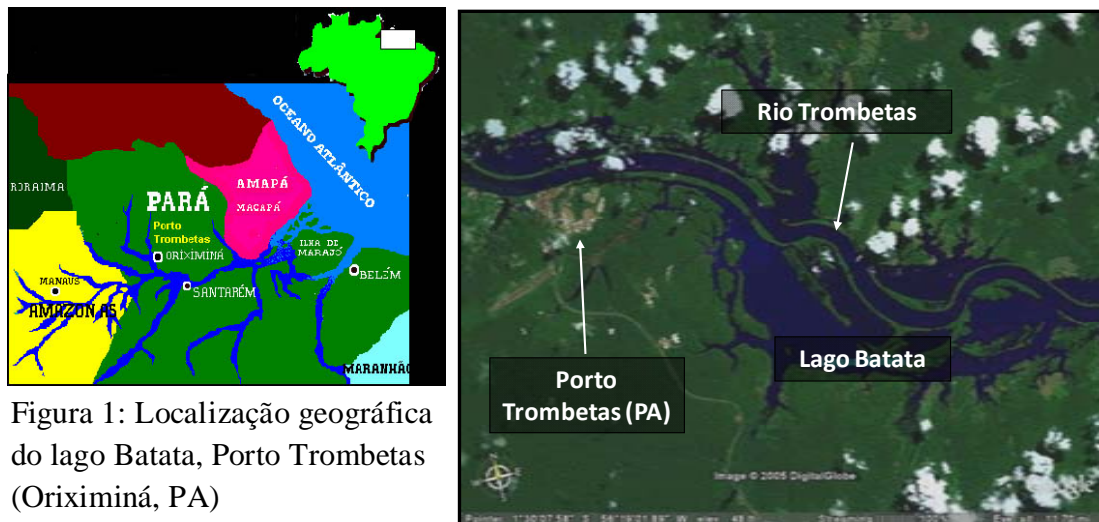 OCEANO ATLÂNTICO
RORAIMA
PARÁ
AMAPÁ
MACAPÁ
Porto
Trombetas
ORIXIMINÁ
ILHA DE
MARAJÓ
BELÉM
MANAUS
SANTARÉM
AMAZONAS
MARANHÃO
Figura 1: Localização geográfica
do lago Batata, Porto Trombetas
(Oriximiná, PA)
Rio Trombetas
Lago Batata
Porto
Trombetas (PA)
Image © 2005 DigitalGlobe